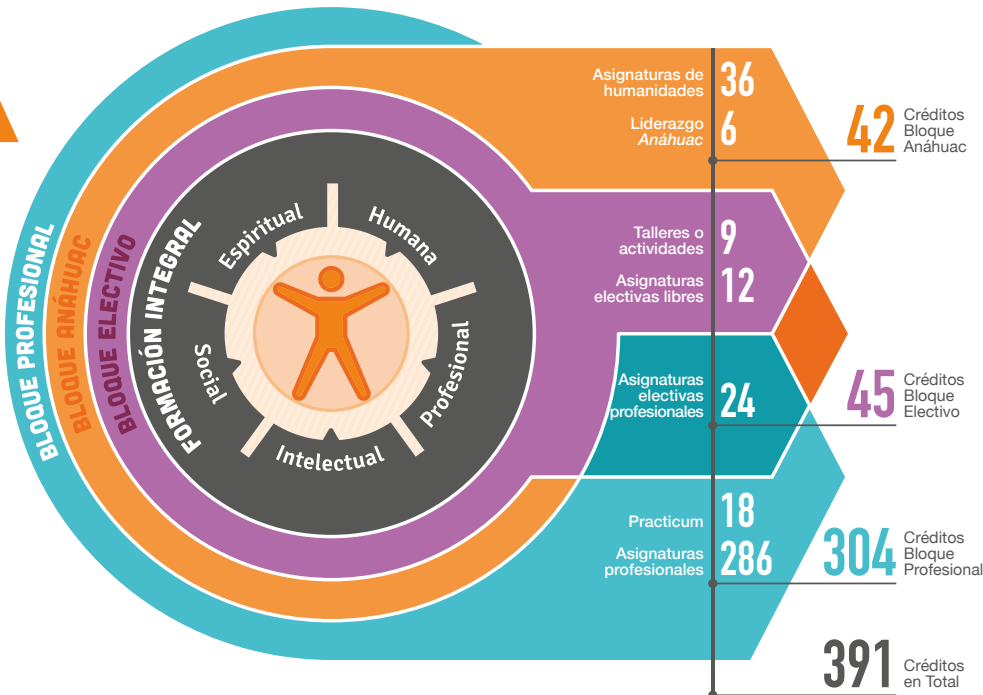 BLOQUE PROFESIONAL
BLOQUE ANÁHUAC
BLOQUE ELECTIVO
FORMACIÓN INTEGRAL
Espiritual
Humana
Social
Profesional
Intelectual
Asignaturas de
humanidades
36
Liderazgo
Anáhuac
6
42
Créditos
Bloque
Anáhuac
Talleres o
actividades
9
Asignaturas
electivas libres
12
Asignaturas
electivas
profesionales
24
45
Créditos
Bloque
Electivo
Practicum
18
Asignaturas
profesionales
286
304
Créditos
Bloque
Profesional
391
Créditos
en Total